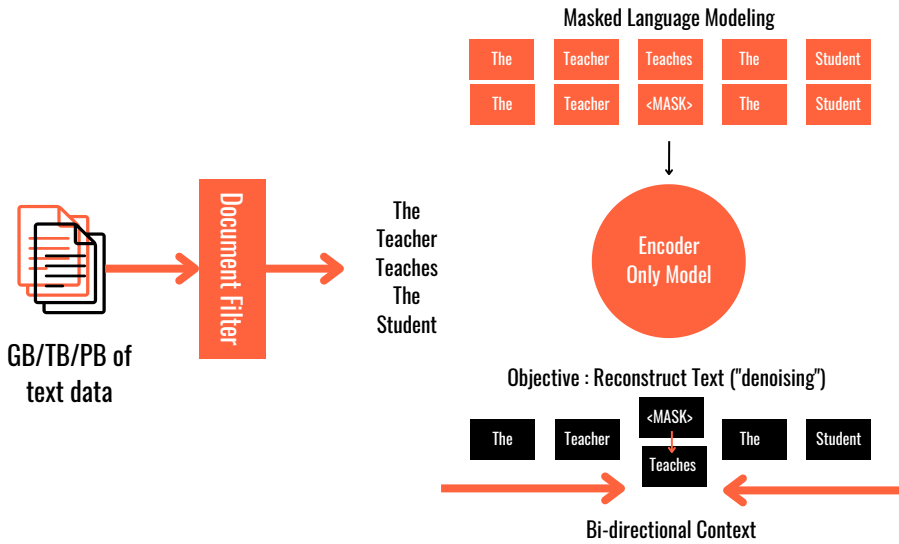 Masked Language Modeling
The Teacher Teaches The Student
The Teacher <MASK> The Student
Document Filter
The
Teacher
Teaches
The
Student
Encoder
Only Model
GB/TB/PB of
text data
Objective : Reconstruct Text ("denoising")
<MASK>
The Teacher The Student
Teaches
Bi-directional Context